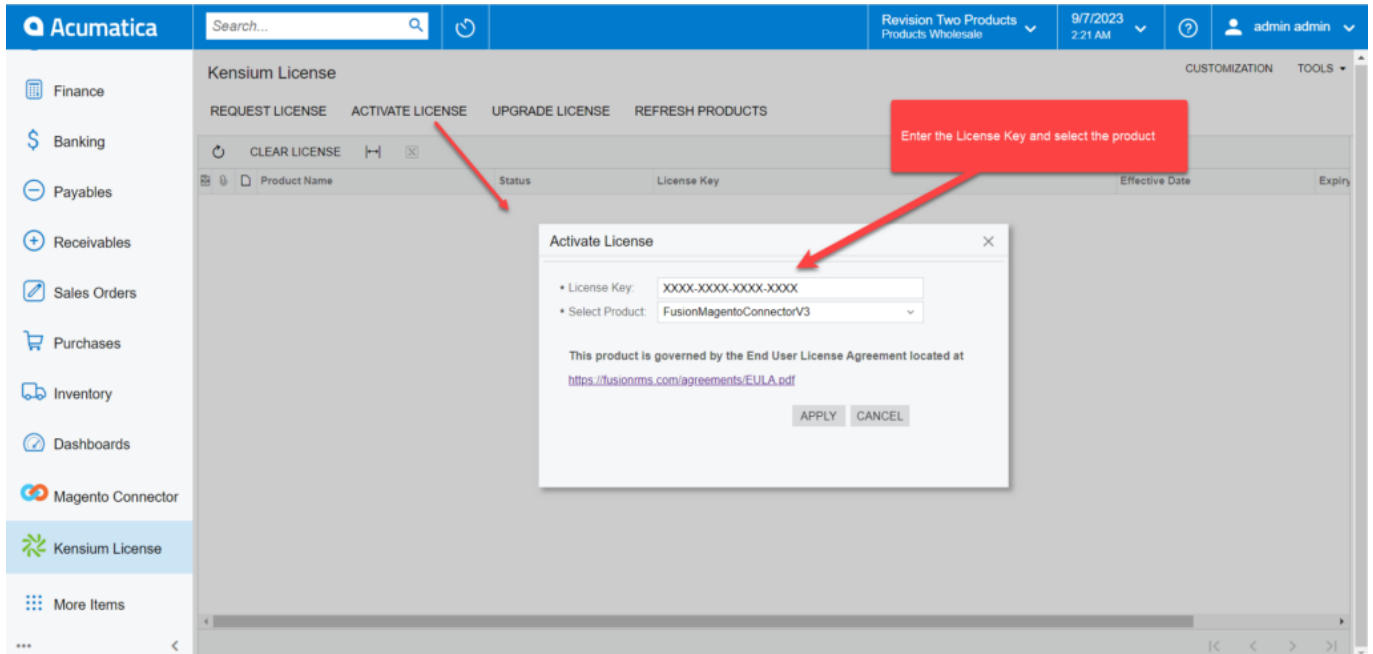 Acumatica
Search...
Revision Two Products
Products Wholesale
9/7/2023
2:21 AM
admin admin
Finance
Banking
Payables
Receivables
Sales Orders
Purchases
Inventory
Dashboards
Magento Connector
Kensium License
More Items
Kensium License
CUSTOMIZATION TOOLS
REQUEST LICENSE ACTIVATE LICENSE UPGRADE LICENSE REFRESH PRODUCTS
Enter the License Key and select the product
CLEAR LICENSE
Product Name Status License Key Effective Date Expiry
Activate License
• License Key: XXXX-XXXX-XXXX-XXXX
• Select Product: FusionMagentoConnectorV3
This product is governed by the End User License Agreement located at
https://fusionrms.com/agreements/EULA.pdf
APPLY CANCEL